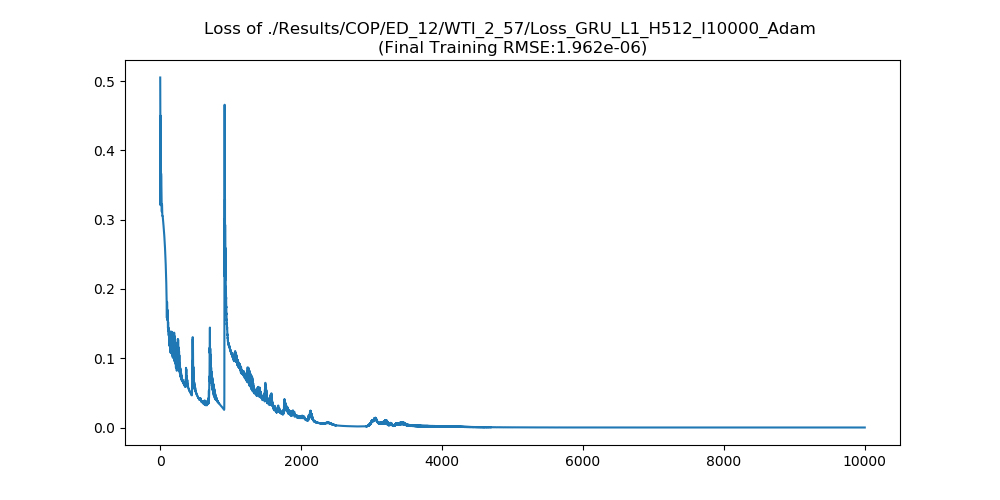 Loss of ./Results/COP/ED_12/WTI_2_57/Loss_GRU_L1_H512_I10000_Adam
(Final Training RMSE:1.962e-06)
0.5
0.4
0.3
0.2
0.1
0.0
0 2000 4000 6000 8000 10000